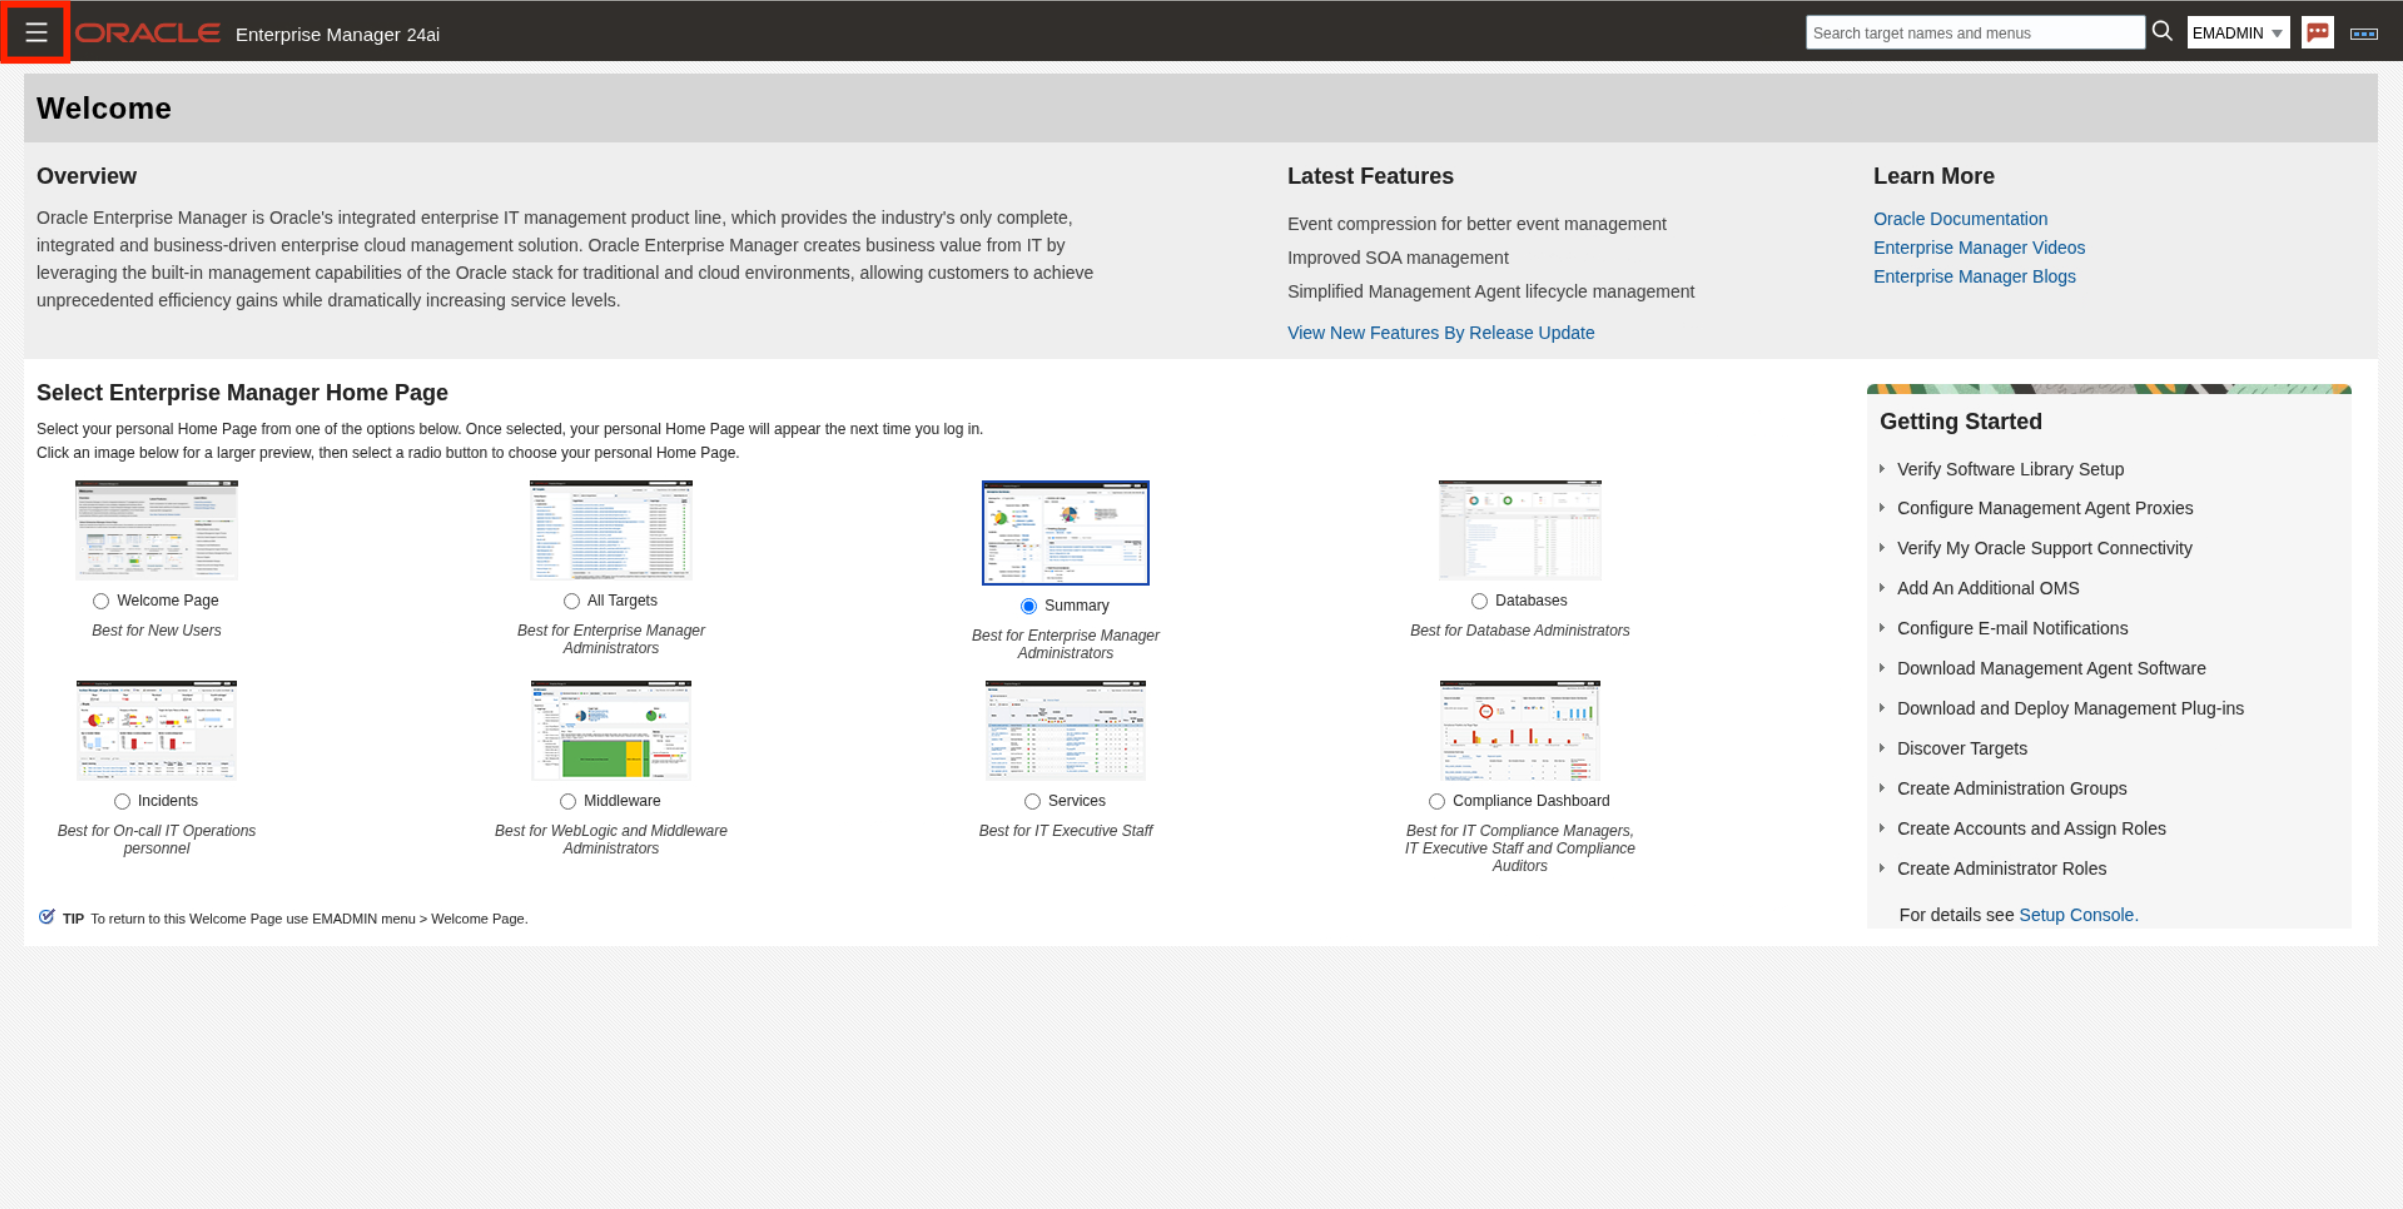 ORACLE Enterprise Manager 24ai
Search target names and menus
EMADMIN
Welcome
Overview
Oracle Enterprise Manager is Oracle's integrated enterprise IT management product line, which provides the industry's only complete,
integrated and business-driven enterprise cloud management solution. Oracle Enterprise Manager creates business value from IT by
leveraging the built-in management capabilities of the Oracle stack for traditional and cloud environments, allowing customers to achieve
unprecedented efficiency gains while dramatically increasing service levels.
Latest Features
Event compression for better event management
Improved SOA management
Simplified Management Agent lifecycle management
View New Features By Release Update
Learn More
Oracle Documentation
Enterprise Manager Videos
Enterprise Manager Blogs
Select Enterprise Manager Home Page
Select your personal Home Page from one of the options below. Once selected, your personal Home Page will appear the next time you log in.
Click an image below for a larger preview, then select a radio button to choose your personal Home Page.
Welcome Page
Best for New Users
All Targets
Best for Enterprise Manager
Administrators
Summary
Best for Enterprise Manager
Administrators
Databases
Best for Database Administrators
Incidents
Best for On-call IT Operations
personnel
Middleware
Best for WebLogic and Middleware
Administrators
Services
Best for IT Executive Staff
Compliance Dashboard
Best for IT Compliance Managers,
IT Executive Staff and Compliance
Auditors
TIP To return to this Welcome Page use EMADMIN menu > Welcome Page.
Getting Started
Verify Software Library Setup
Configure Management Agent Proxies
Verify My Oracle Support Connectivity
Add An Additional OMS
Configure E-mail Notifications
Download Management Agent Software
Download and Deploy Management Plug-ins
Discover Targets
Create Administration Groups
Create Accounts and Assign Roles
Create Administrator Roles
For details see Setup Console.